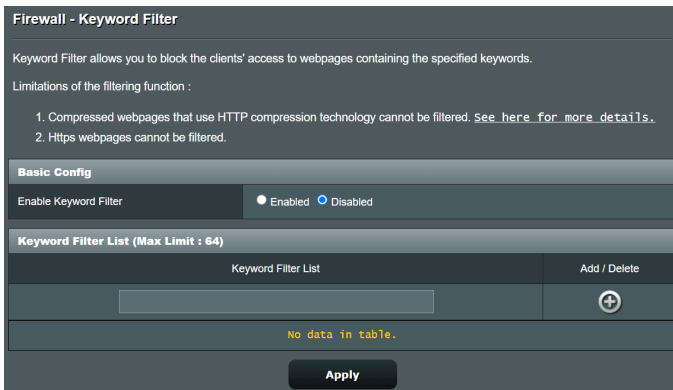 Firewall - Keyword Filter
Keyword Filter allows you to block the clients' access to webpages containing the specified keywords.
Limitations of the filtering function :
1. Compressed webpages that use HTTP compression technology cannot be filtered. See here for more details.
2. Https webpages cannot be filtered.
Basic Config
Enable Keyword Filter Enabled Disabled
Keyword Filter List (Max Limit : 64)
Keyword Filter List Add / Delete
No data in table.
Apply